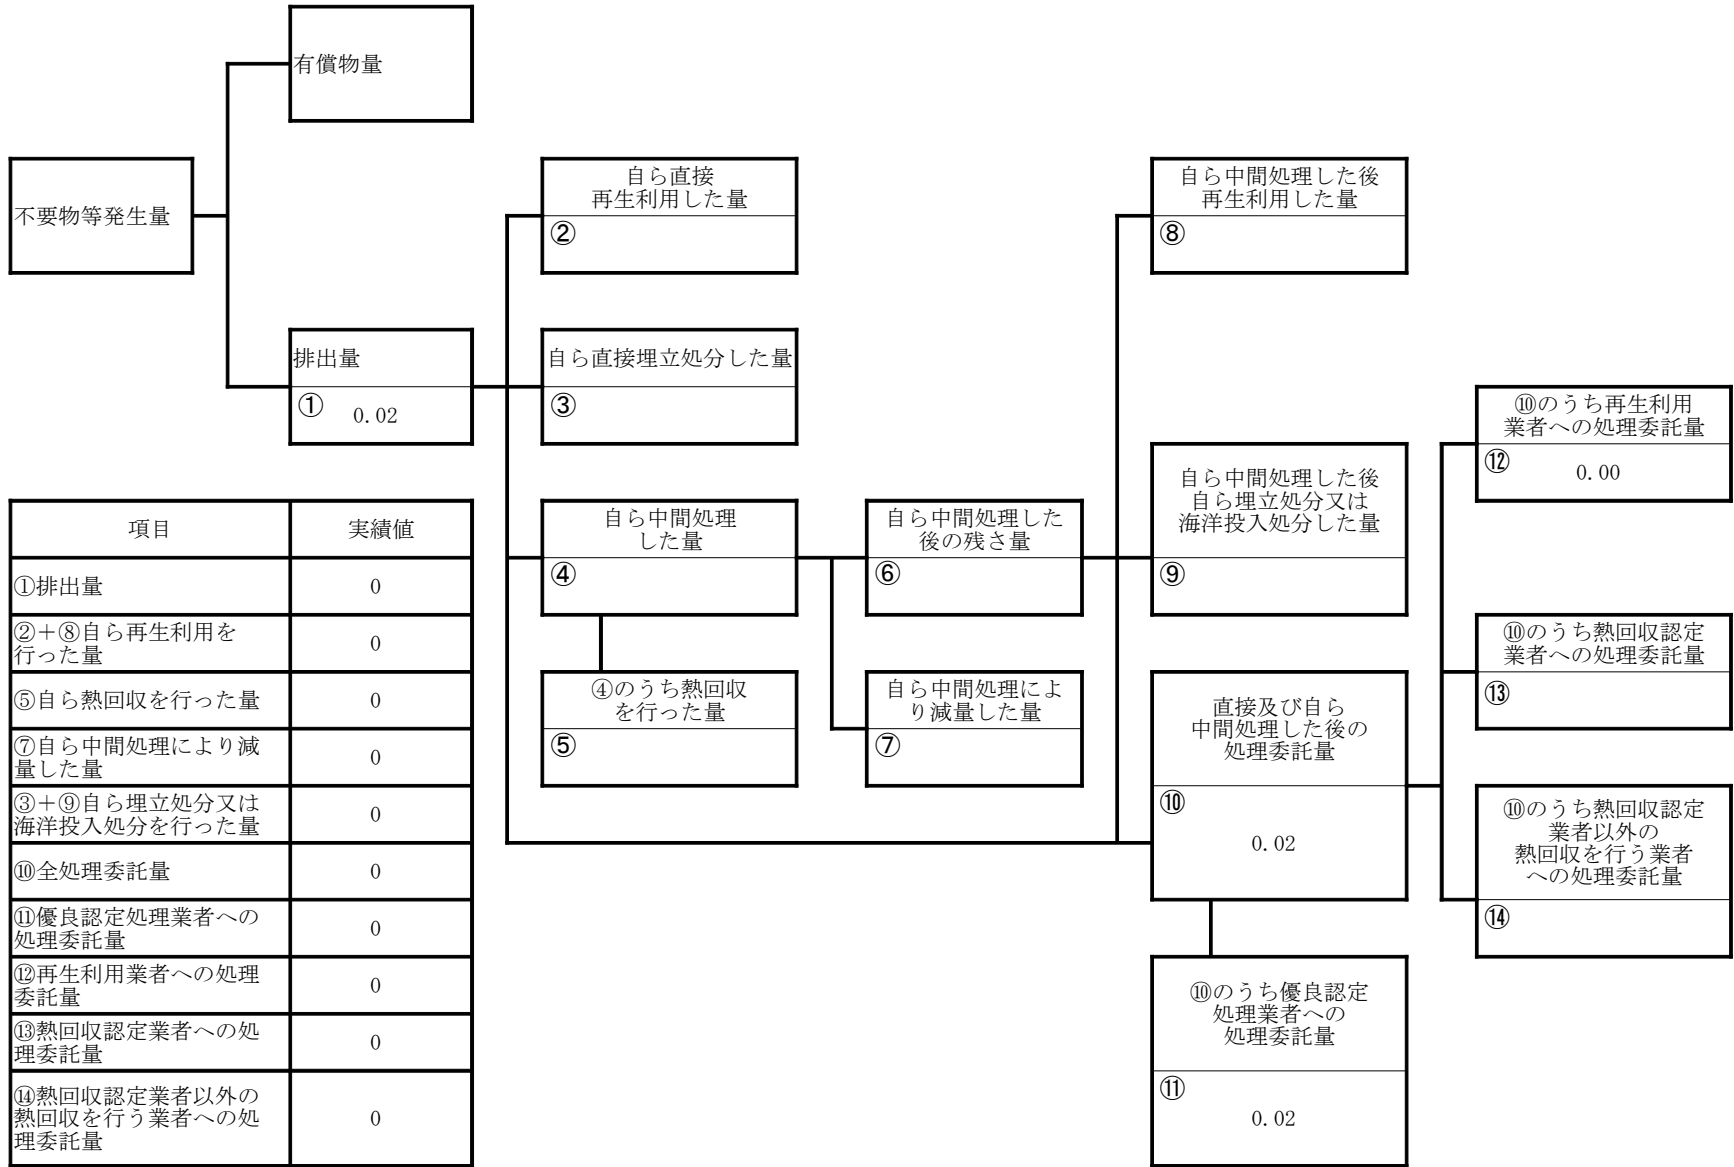 有償物量
不要物等発生量
自ら直接
再生利用した量
②
自ら中間処理した後
再生利用した量
⑧
排出量
① 0.02
自ら直接埋立処分した量
③
⑩のうち再生利用
業者への処理委託量
⑫ 0.00
自ら中間処理
した量
④
自ら中間処理した
後の残さ量
⑥
自ら中間処理した後
自ら埋立処分又は
海洋投入処分した量
⑨
④のうち熱回収
を行った量
⑤
自ら中間処理によ
り減量した量
⑦
直接及び自ら
中間処理した後の
処理委託量
⑩
0.02
⑩のうち熱回収認定
業者への処理委託量
⑬
⑩のうち熱回収認定
業者以外の
熱回収を行う業者
への処理委託量
⑭
⑩のうち優良認定
処理業者への
処理委託量
⑪
0.02
項目 実績値
①排出量 0
②+⑧自ら再生利用を
行った量 0
⑤自ら熱回収を行った量 0
⑦自ら中間処理により減
量した量 0
③+⑨自ら埋立処分又は
海洋投入処分を行った量 0
⑩全処理委託量 0
⑪優良認定処理業者への
処理委託量 0
⑫再生利用業者への処理
委託量 0
⑬熱回収認定業者への処
理委託量 0
⑭熱回収認定業者以外の
熱回収を行う業者への処
理委託量 0